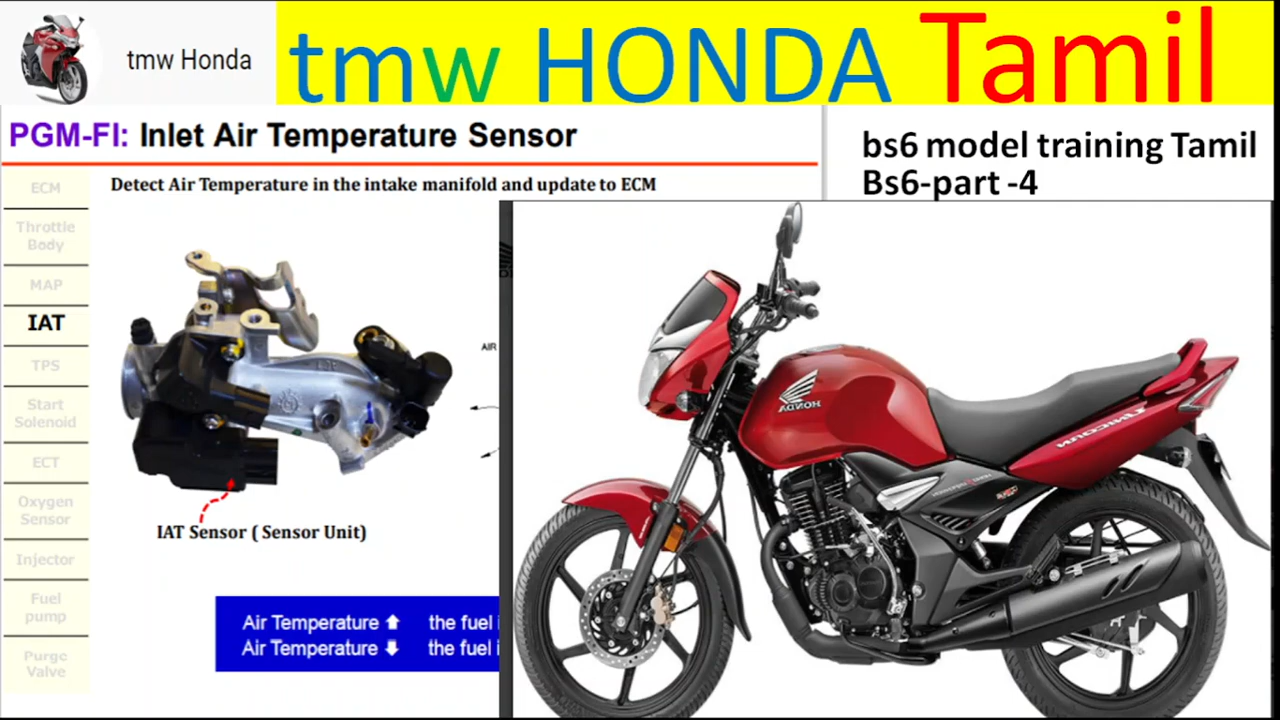 tmw Honda
tmw HONDA Tamil
PGM-FI: Inlet Air Temperature Sensor
bs6 model training Tamil
Bs6-part -4
Detect Air Temperature in the intake manifold and update to ECM
ECM
Throttle
Body
MAP
IAT
TPS
Start
Solenoid
ECT
Oxygen
Sensor
Injector
Fuel
pump
Purge
Valve
AIR
IAT Sensor ( Sensor Unit)
Air Temperature ⬆ the fuel i
Air Temperature ⬇ the fuel i
HONDA
Unicorn